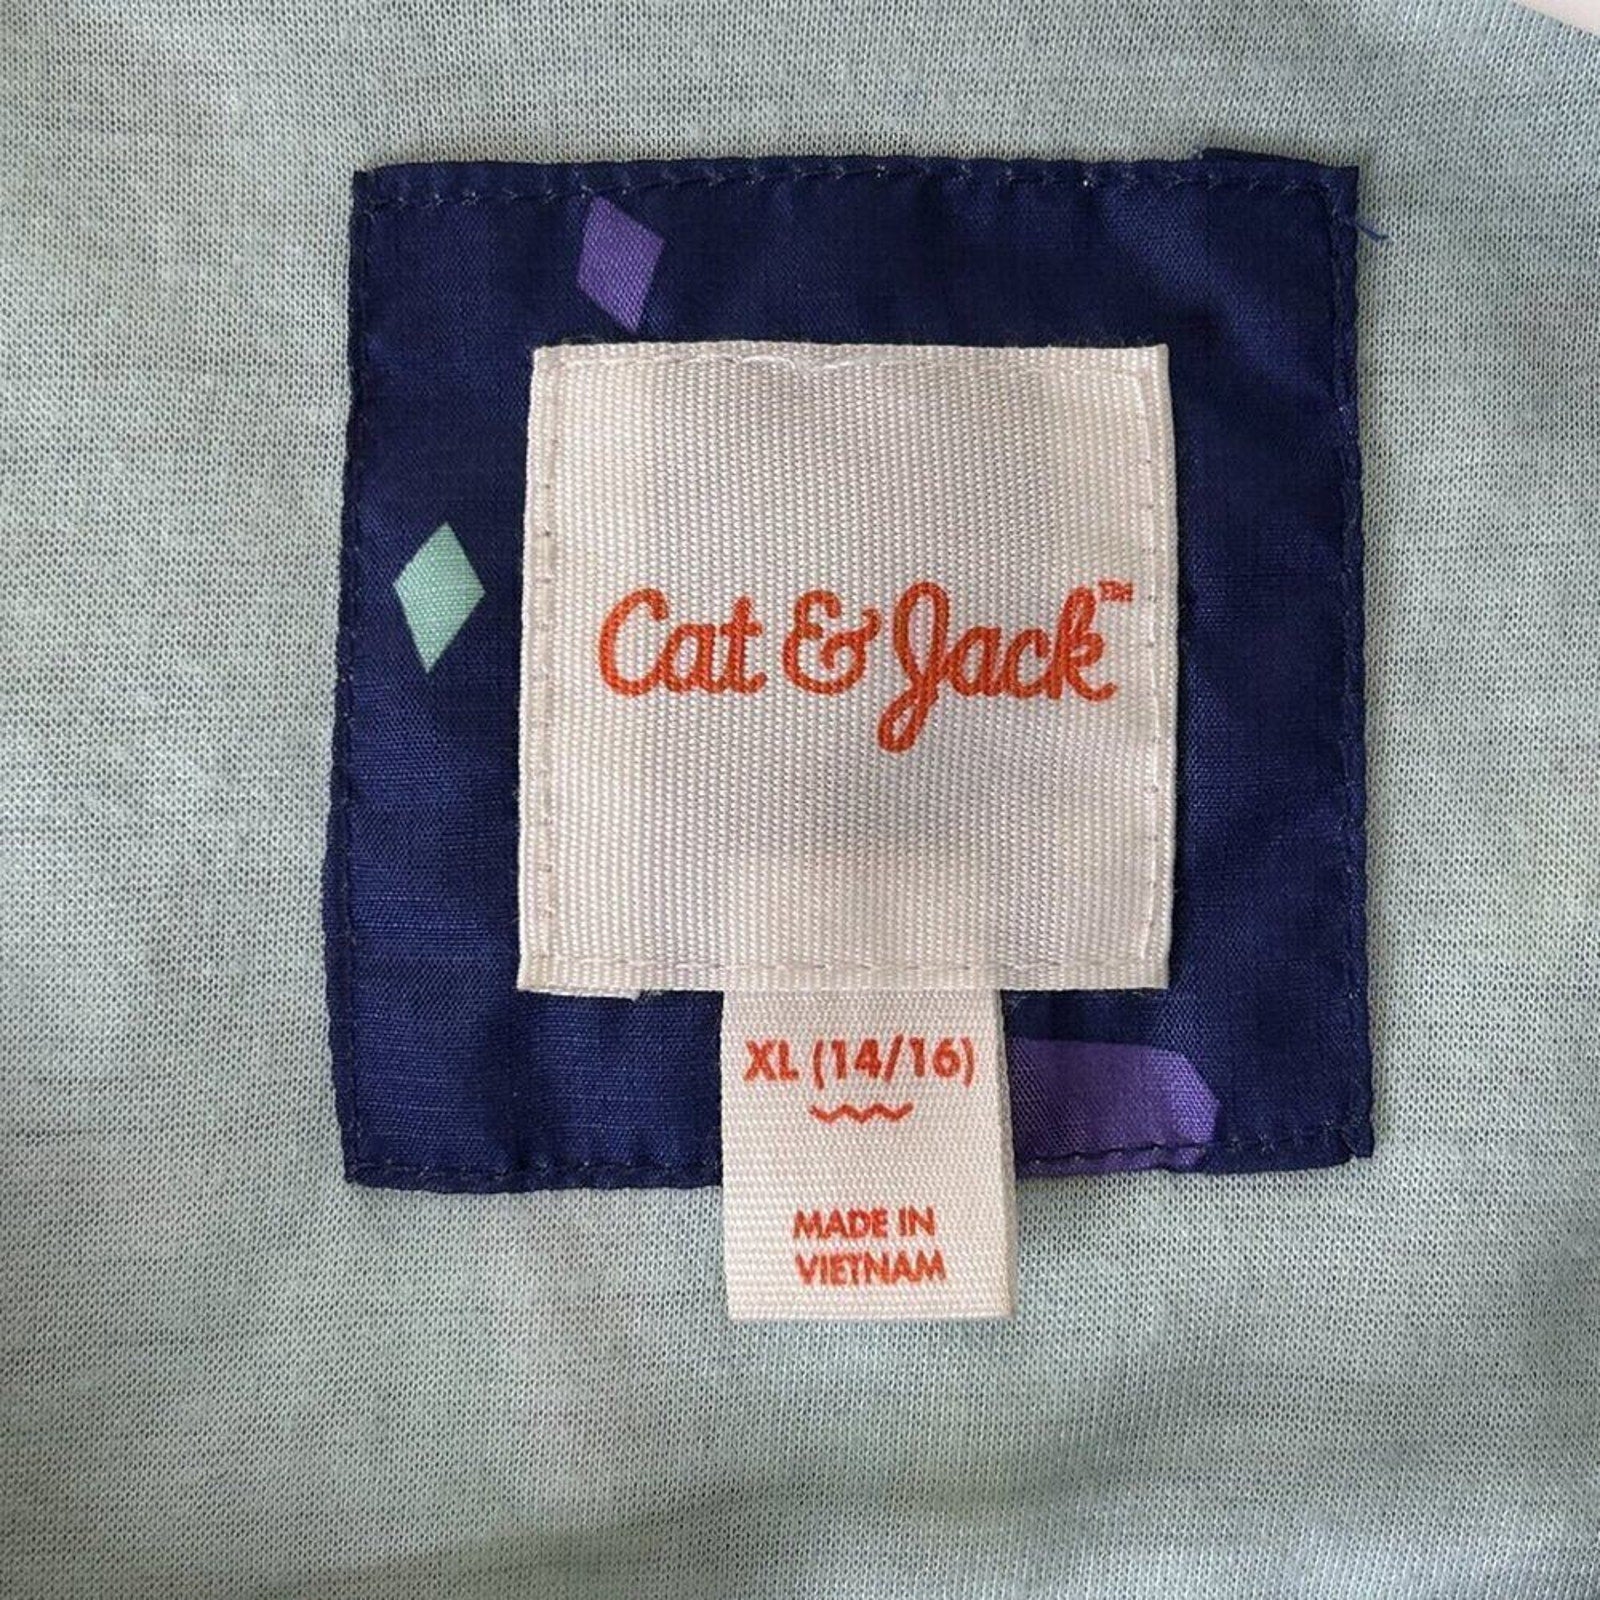 Cat & Jack™
XL (14/16)
MADE IN
VIETNAM